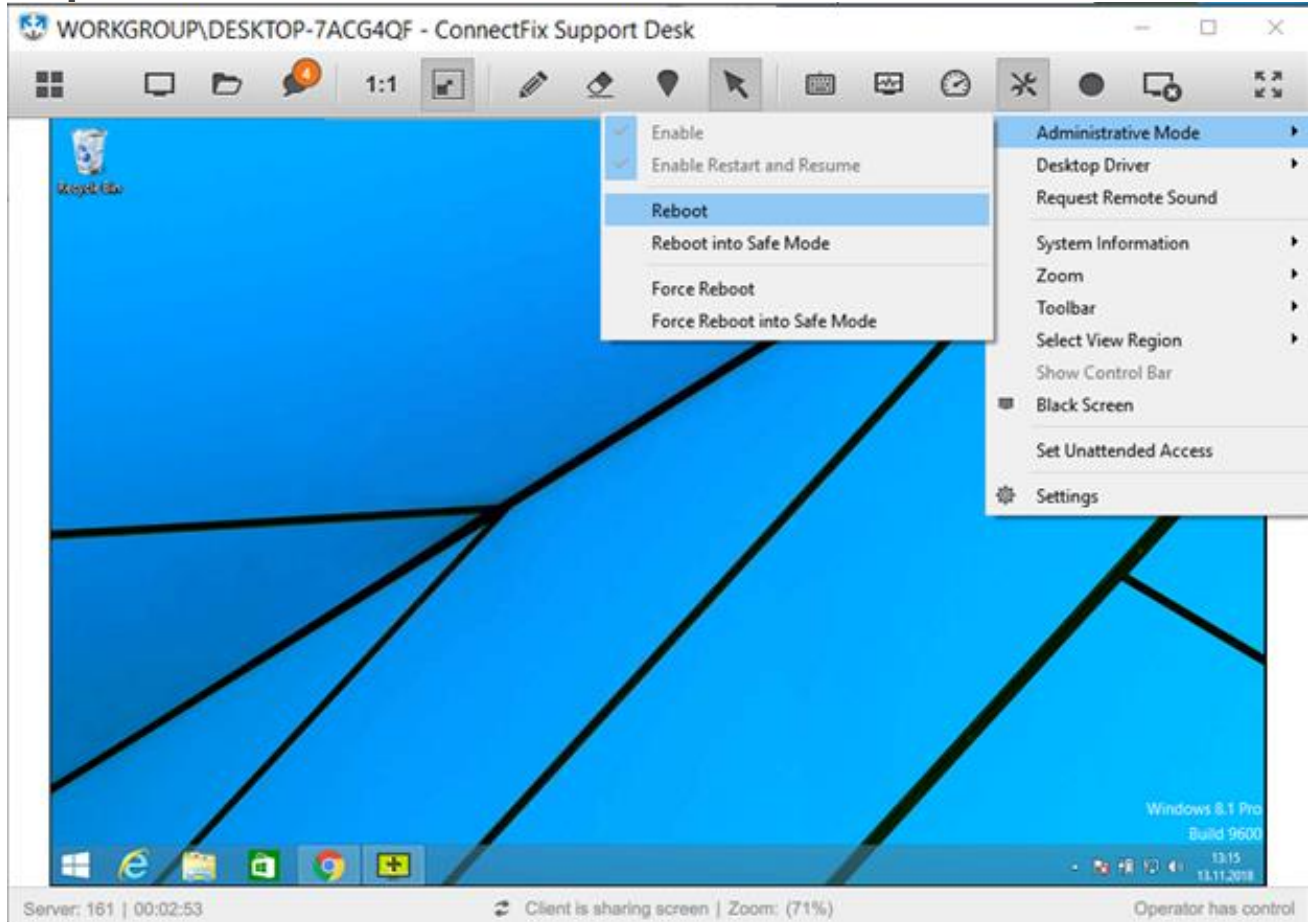 WORKGROUP\DESKTOP-7ACG4QF - ConnectFix Support Desk
4
1:1
Enable
Enable Restart and Resume
Reboot
Reboot into Safe Mode
Force Reboot
Force Reboot into Safe Mode
Administrative Mode
Desktop Driver
Request Remote Sound
System Information
Zoom
Toolbar
Select View Region
Show Control Bar
Black Screen
Set Unattended Access
Settings
Recycle Bin
Windows 8.1 Pro
Build 9600
13:15
13.11.2018
Server: 161 | 00:02:53
Client is sharing screen | Zoom: (71%)
Operator has control